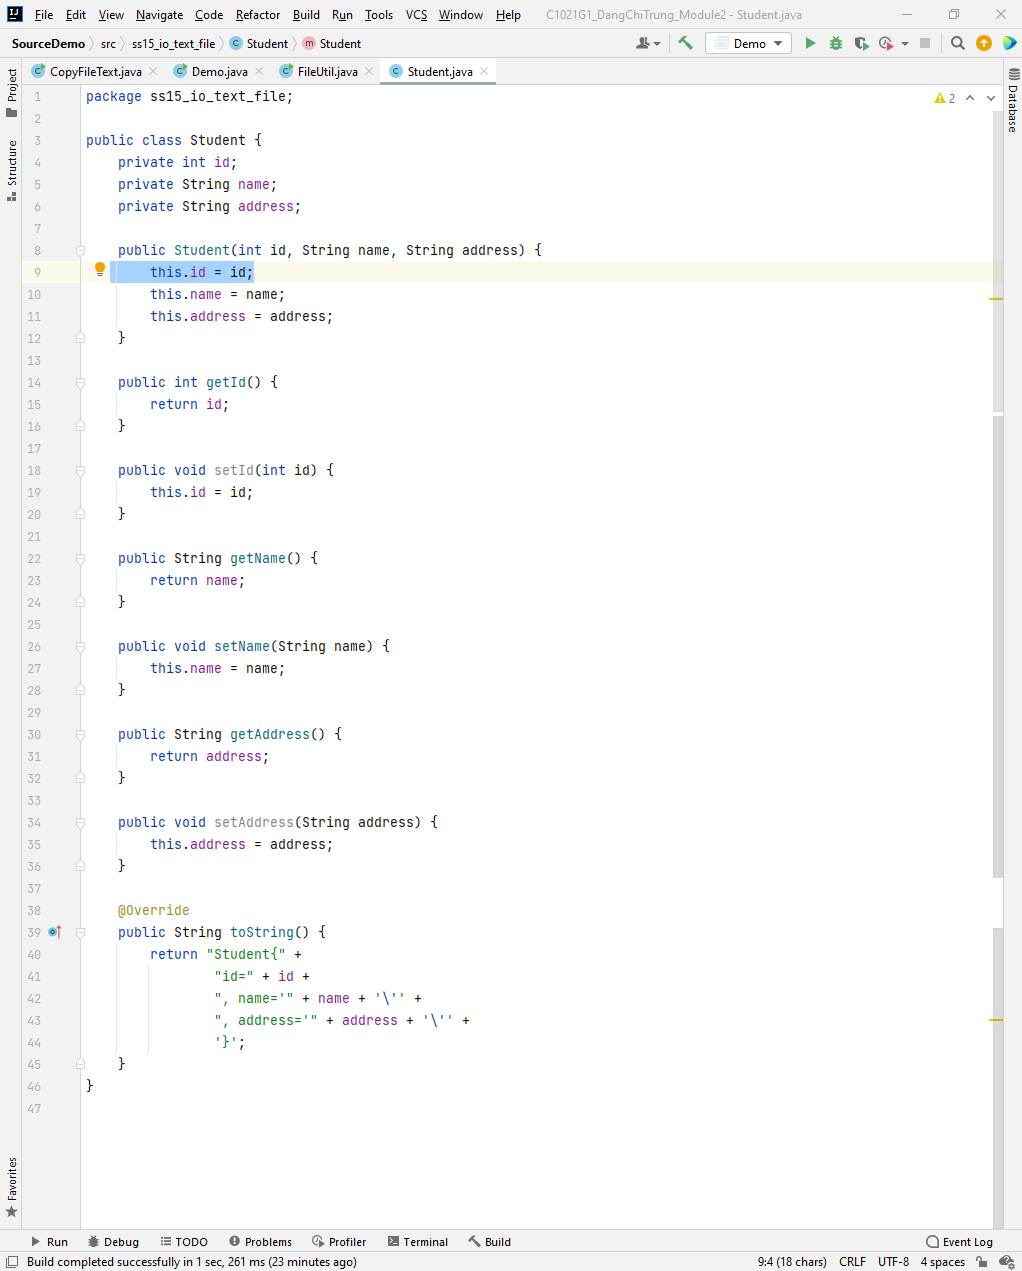 File Edit View Navigate Code Refactor Build Run Tools VCS Window Help C1021G1_DangChiTrung_Module2 - Student.java
SourceDemo src ss15_io_text_file Student Student Demo
CopyFileText.java Demo.java FileUtil.java Student.java
Project
Structure
Favorites
Database
2
1 package ss15_io_text_file;
2
3 public class Student {
4 private int id;
5 private String name;
6 private String address;
7
8 public Student(int id, String name, String address) {
9 this.id = id;
10 this.name = name;
11 this.address = address;
12 }
13
14 public int getId() {
15 return id;
16 }
17
18 public void setId(int id) {
19 this.id = id;
20 }
21
22 public String getName() {
23 return name;
24 }
25
26 public void setName(String name) {
27 this.name = name;
28 }
29
30 public String getAddress() {
31 return address;
32 }
33
34 public void setAddress(String address) {
35 this.address = address;
36 }
37
38 @Override
39 public String toString() {
40 return "Student{" +
41 "id=" + id +
42 ", name='" + name + '\'' +
43 ", address='" + address + '\'' +
44 '}';
45 }
46 }
47
Run Debug TODO Problems Profiler Terminal Build Event Log
Build completed successfully in 1 sec, 261 ms (23 minutes ago) 9:4 (18 chars) CRLF UTF-8 4 spaces